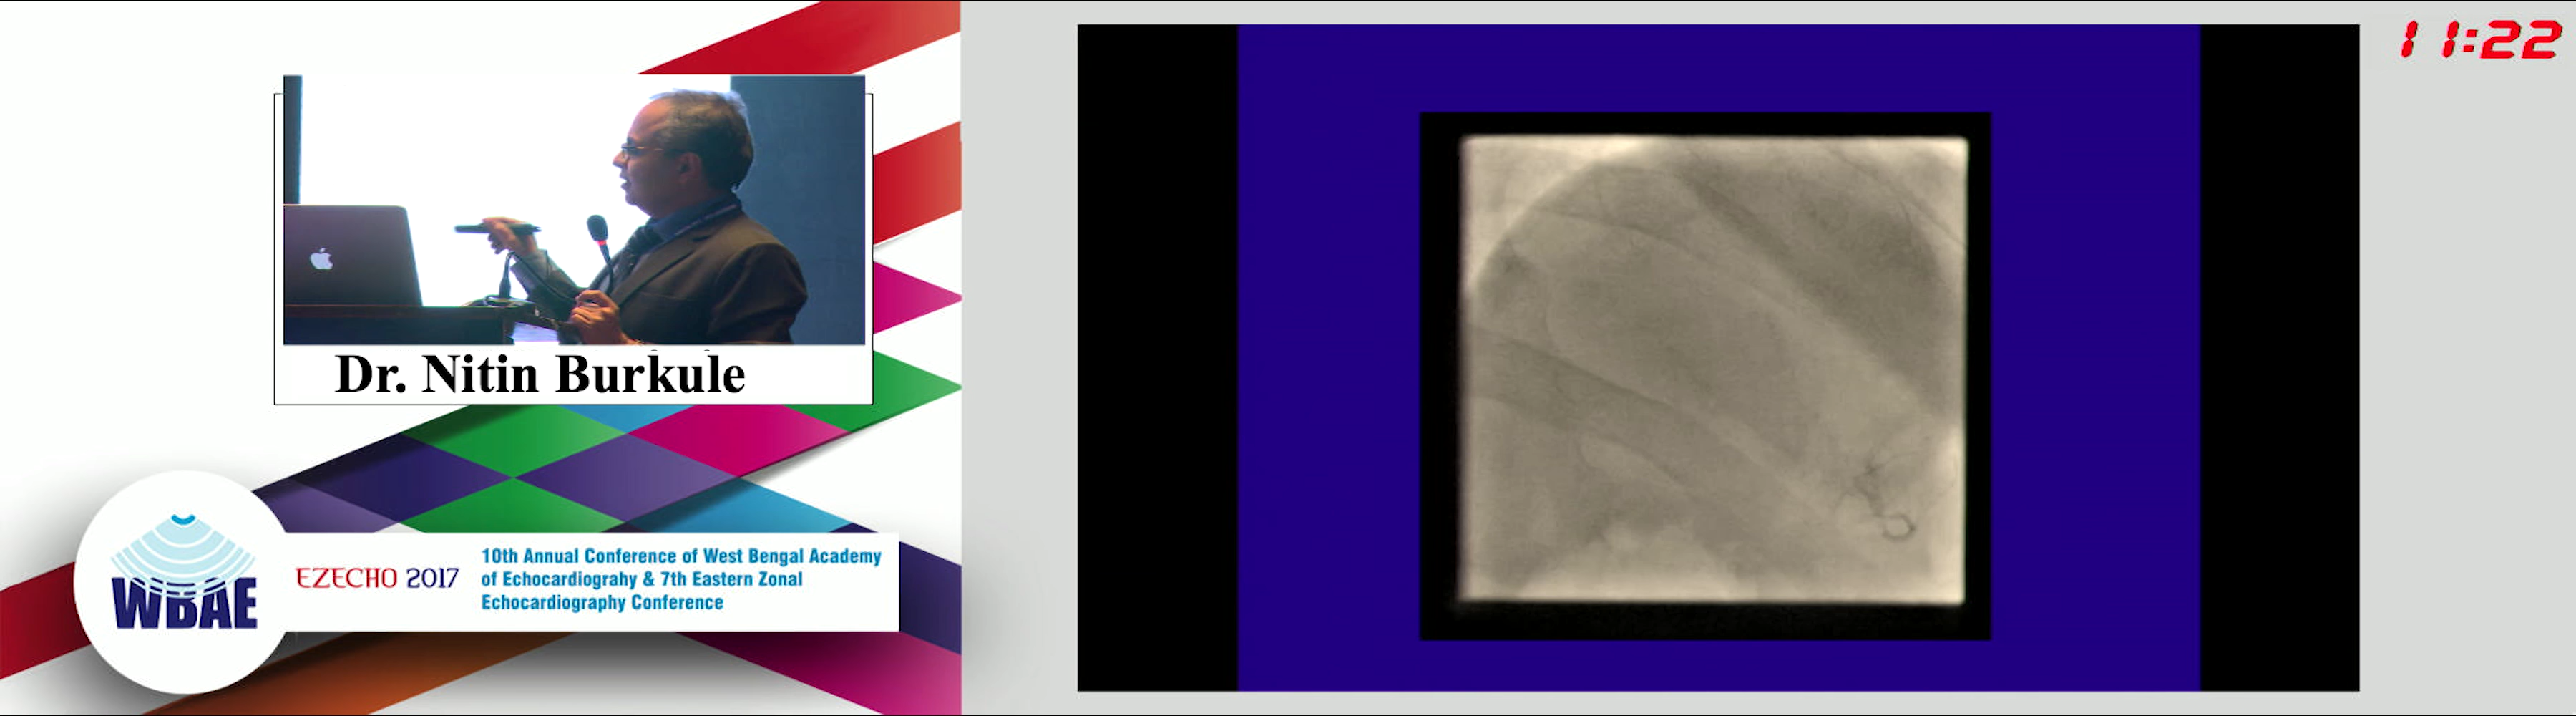 11:22
Dr. Nitin Burkule
WBAE
EZECHO 2017
10th Annual Conference of West Bengal Academy
of Echocardiograhy & 7th Eastern Zonal
Echocardiography Conference